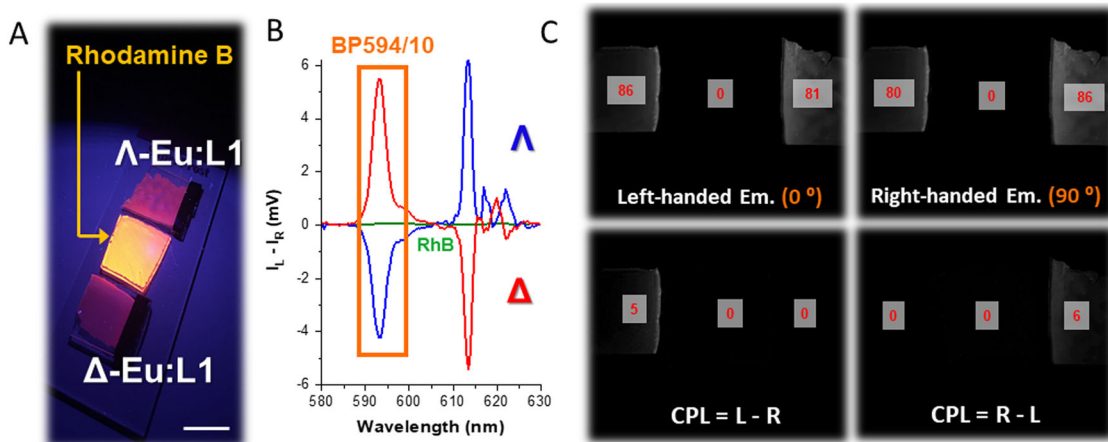 A
Rhodamine B
Λ-Eu:L1
Δ-Eu:L1
B
BP594/10
6
4
2
0
-2
-4
-6
I_L - I_R (mV)
Λ
RhB
Δ
580 590 600 610 620 630
Wavelength (nm)
C
86 0 81
Left-handed Em. (0 º)
80 0 86
Right-handed Em. (90 º)
5 0 0
CPL = L - R
0 0 6
CPL = R - L